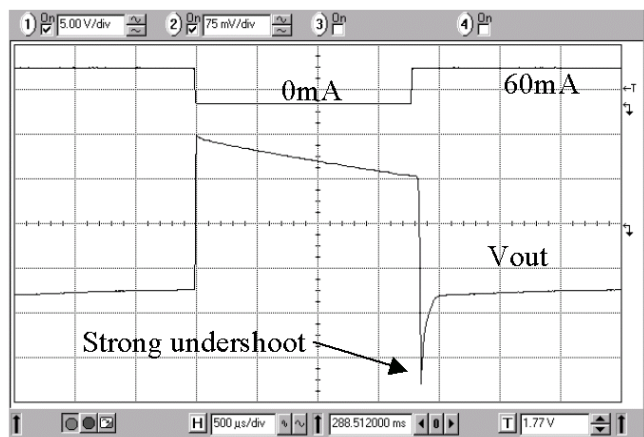 1 On 5.00 V/div 2 On 75 mV/div 3 On 4 On
T
0mA 60mA
Vout
Strong undershoot
H 500 µs/div 288.512000 ms 0 T 1.77 V